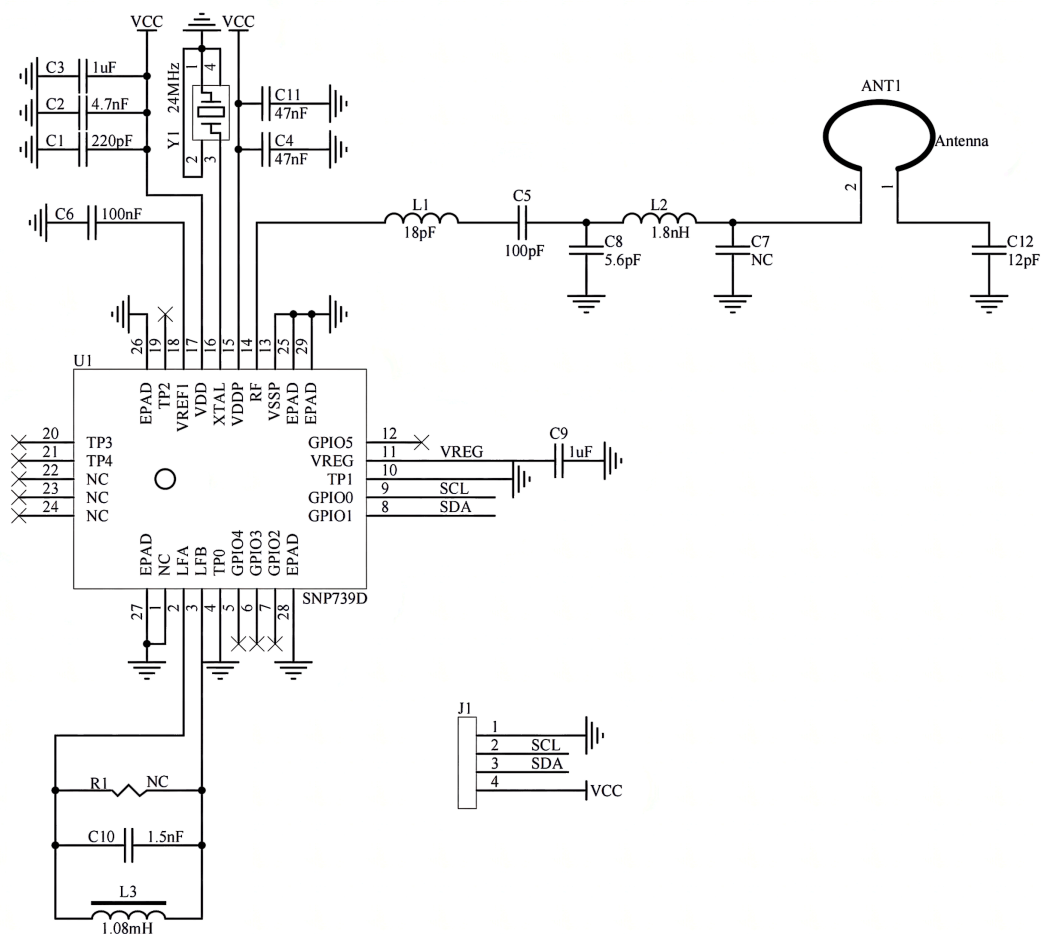 VCC
VCC
C3
1uF
C2
4.7nF
C1
220pF
24MHz
Y1
1
4
2
3
C11
47nF
C4
47nF
ANT1
Antenna
2
1
C6
100nF
L1
18pF
C5
100pF
C8
5.6pF
L2
1.8nH
C7
NC
C12
12pF
U1
26
19
18
17
16
15
14
13
25
29
EPAD
TP2
VREF1
VDD
XTAL
VDDP
RF
VSSP
EPAD
EPAD
20
TP3
21
TP4
22
NC
23
NC
24
NC
GPIO5
12
VREG
11
VREG
TP1
10
GPIO0
9
SCL
GPIO1
8
SDA
C9
1uF
EPAD
NC
LFA
LFB
TP0
GPIO4
GPIO3
GPIO2
EPAD
27
1
2
3
4
5
6
7
28
SNP739D
J1
1
2
SCL
3
SDA
4
VCC
R1
NC
C10
1.5nF
L3
1.08mH